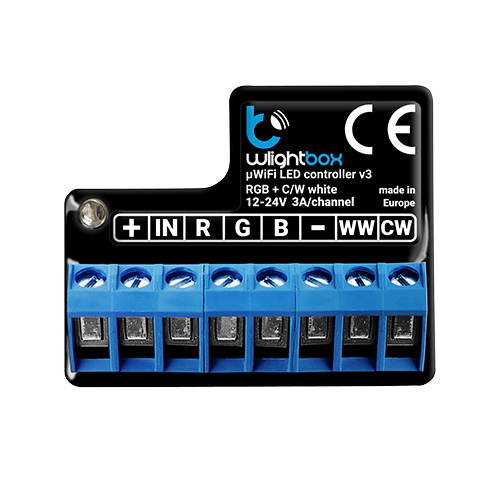 CE
wlightbox
µWiFi LED controller v3
RGB + C/W white
12-24V 3A/channel
made in
Europe
+ IN R G B - WW CW